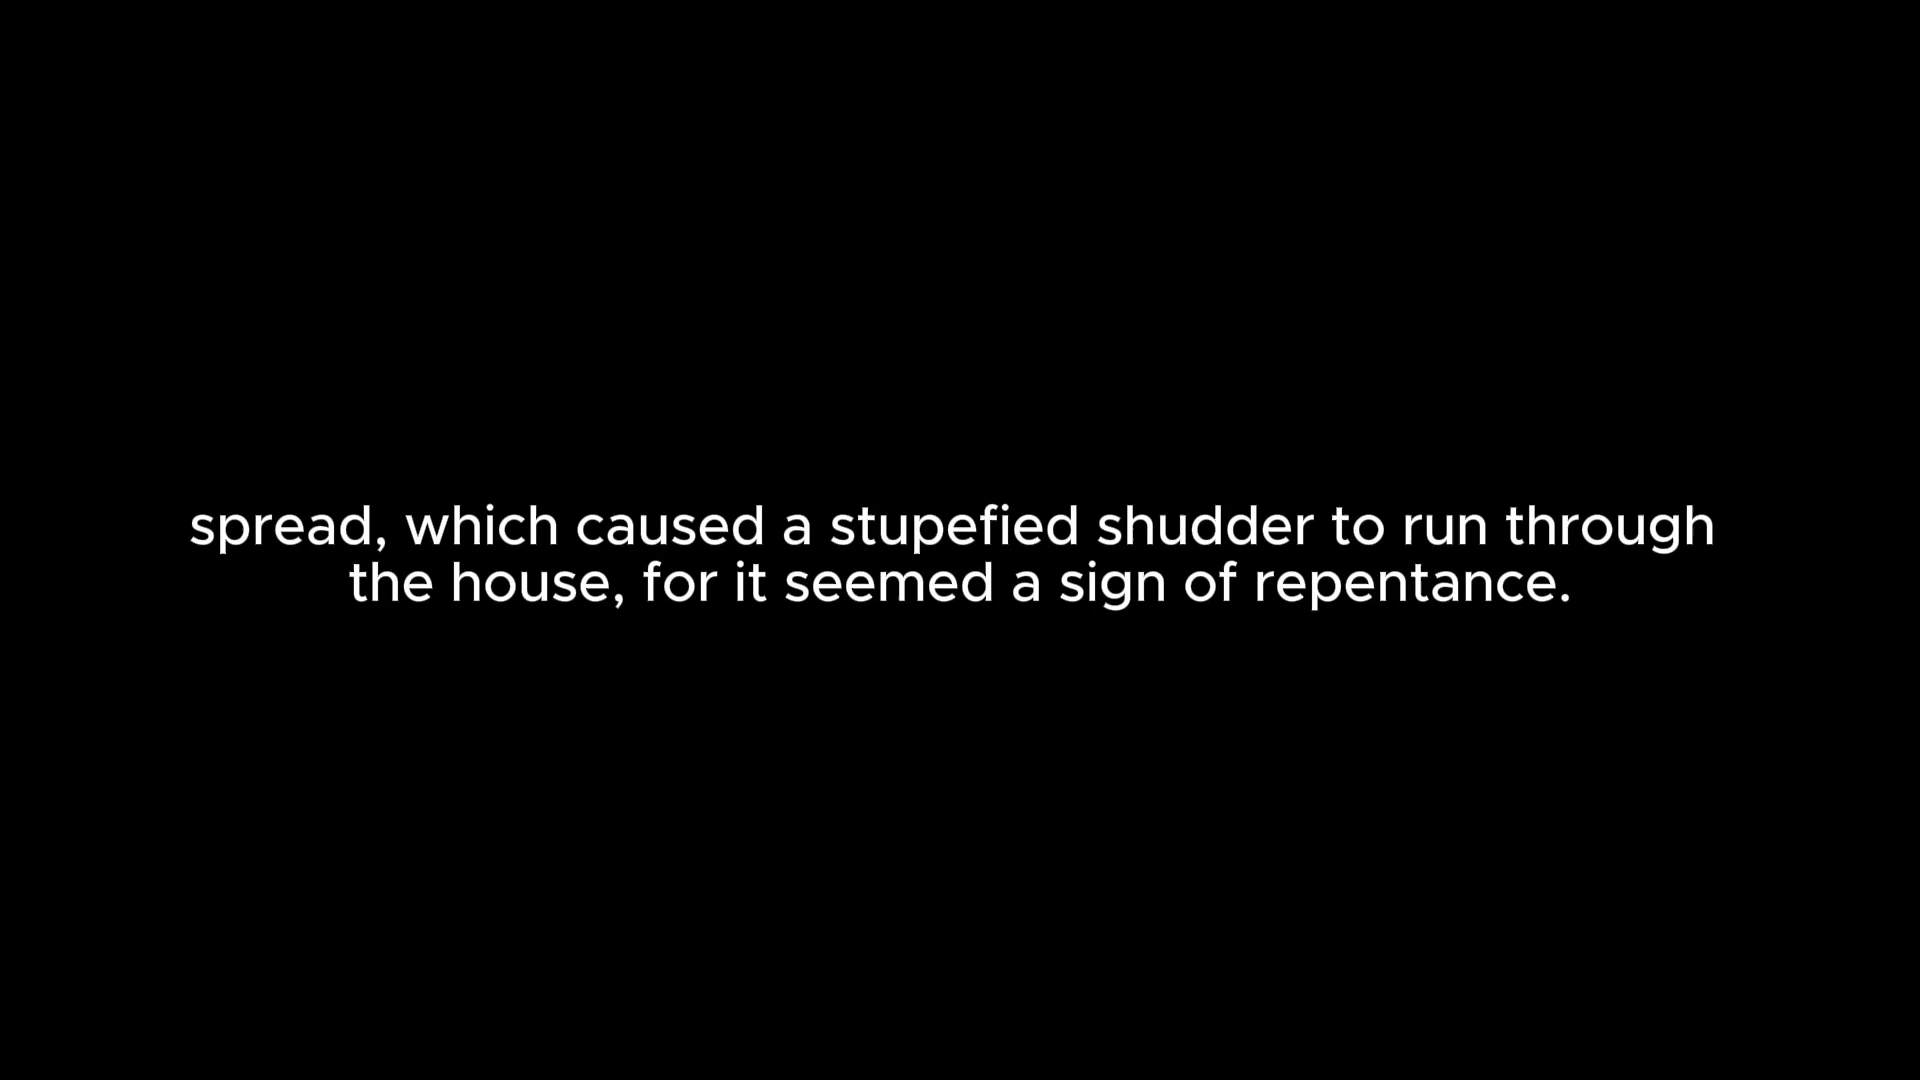 spread, which caused a stupefied shudder to run through
the house, for it seemed a sign of repentance.